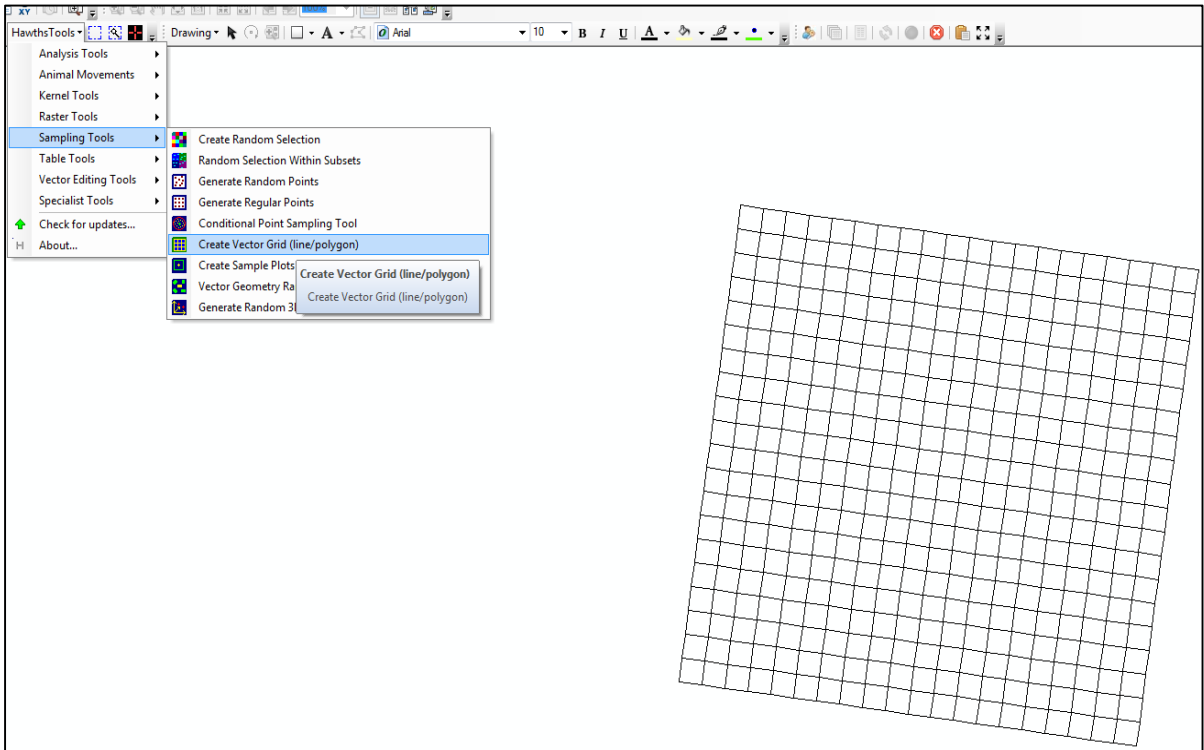 XY
HawthsTools Drawing A Arial 10 B I U A
Analysis Tools
Animal Movements
Kernel Tools
Raster Tools
Sampling Tools
Table Tools
Vector Editing Tools
Specialist Tools
Check for updates...
H About...
Create Random Selection
Random Selection Within Subsets
Generate Random Points
Generate Regular Points
Conditional Point Sampling Tool
Create Vector Grid (line/polygon)
Create Sample Plots
Vector Geometry Ra
Generate Random 3
Create Vector Grid (line/polygon)
Create Vector Grid (line/polygon)